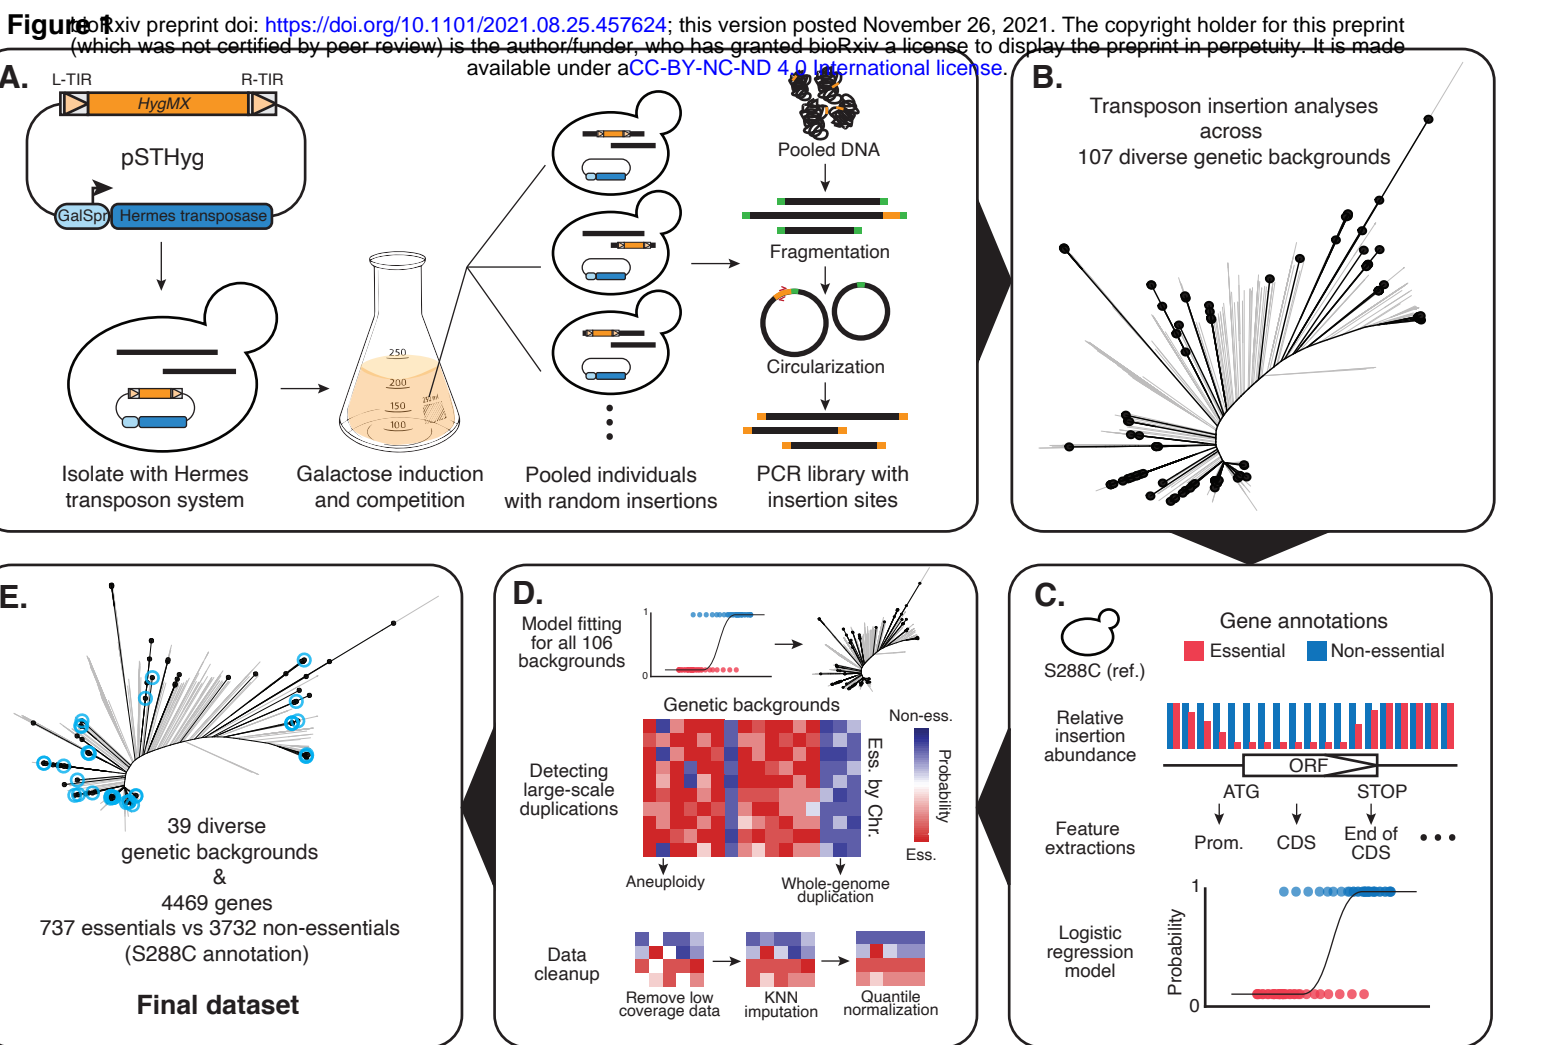 Figure 1
bioRxiv preprint doi: https://doi.org/10.1101/2021.08.25.457624; this version posted November 26, 2021. The copyright holder for this preprint
(which was not certified by peer review) is the author/funder, who has granted bioRxiv a license to display the preprint in perpetuity. It is made
available under aCC-BY-NC-ND 4.0 International license.
A.
L-TIR
R-TIR
HygMX
pSTHyg
GalSpr
Hermes transposase
250
200
150
100
Isolate with Hermes
transposon system
Galactose induction
and competition
Pooled individuals
with random insertions
Pooled DNA
Fragmentation
Circularization
PCR library with
insertion sites
B.
Transposon insertion analyses
across
107 diverse genetic backgrounds
C.
S288C (ref.)
Gene annotations
Essential
Non-essential
Relative
insertion
abundance
ORF
ATG
STOP
Feature
extractions
Prom.
CDS
End of
CDS
Logistic
regression
model
Probability
1
0
D.
Model fitting
for all 106
backgrounds
1
0
Genetic backgrounds
Detecting
large-scale
duplications
Ess. by Chr.
Non-ess.
Probability
Ess.
Aneuploidy
Whole-genome
duplication
Data
cleanup
Remove low
coverage data
KNN
imputation
Quantile
normalization
E.
39 diverse
genetic backgrounds
&
4469 genes
737 essentials vs 3732 non-essentials
(S288C annotation)
Final dataset